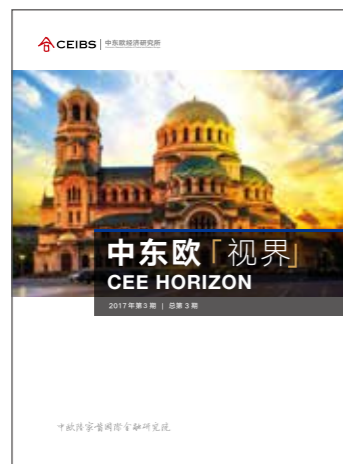 CEIBS | 中东欧经济研究所
中东欧「视界」
CEE HORIZON
2017年第3期 | 总第3期
中欧陆家嘴国际金融研究院